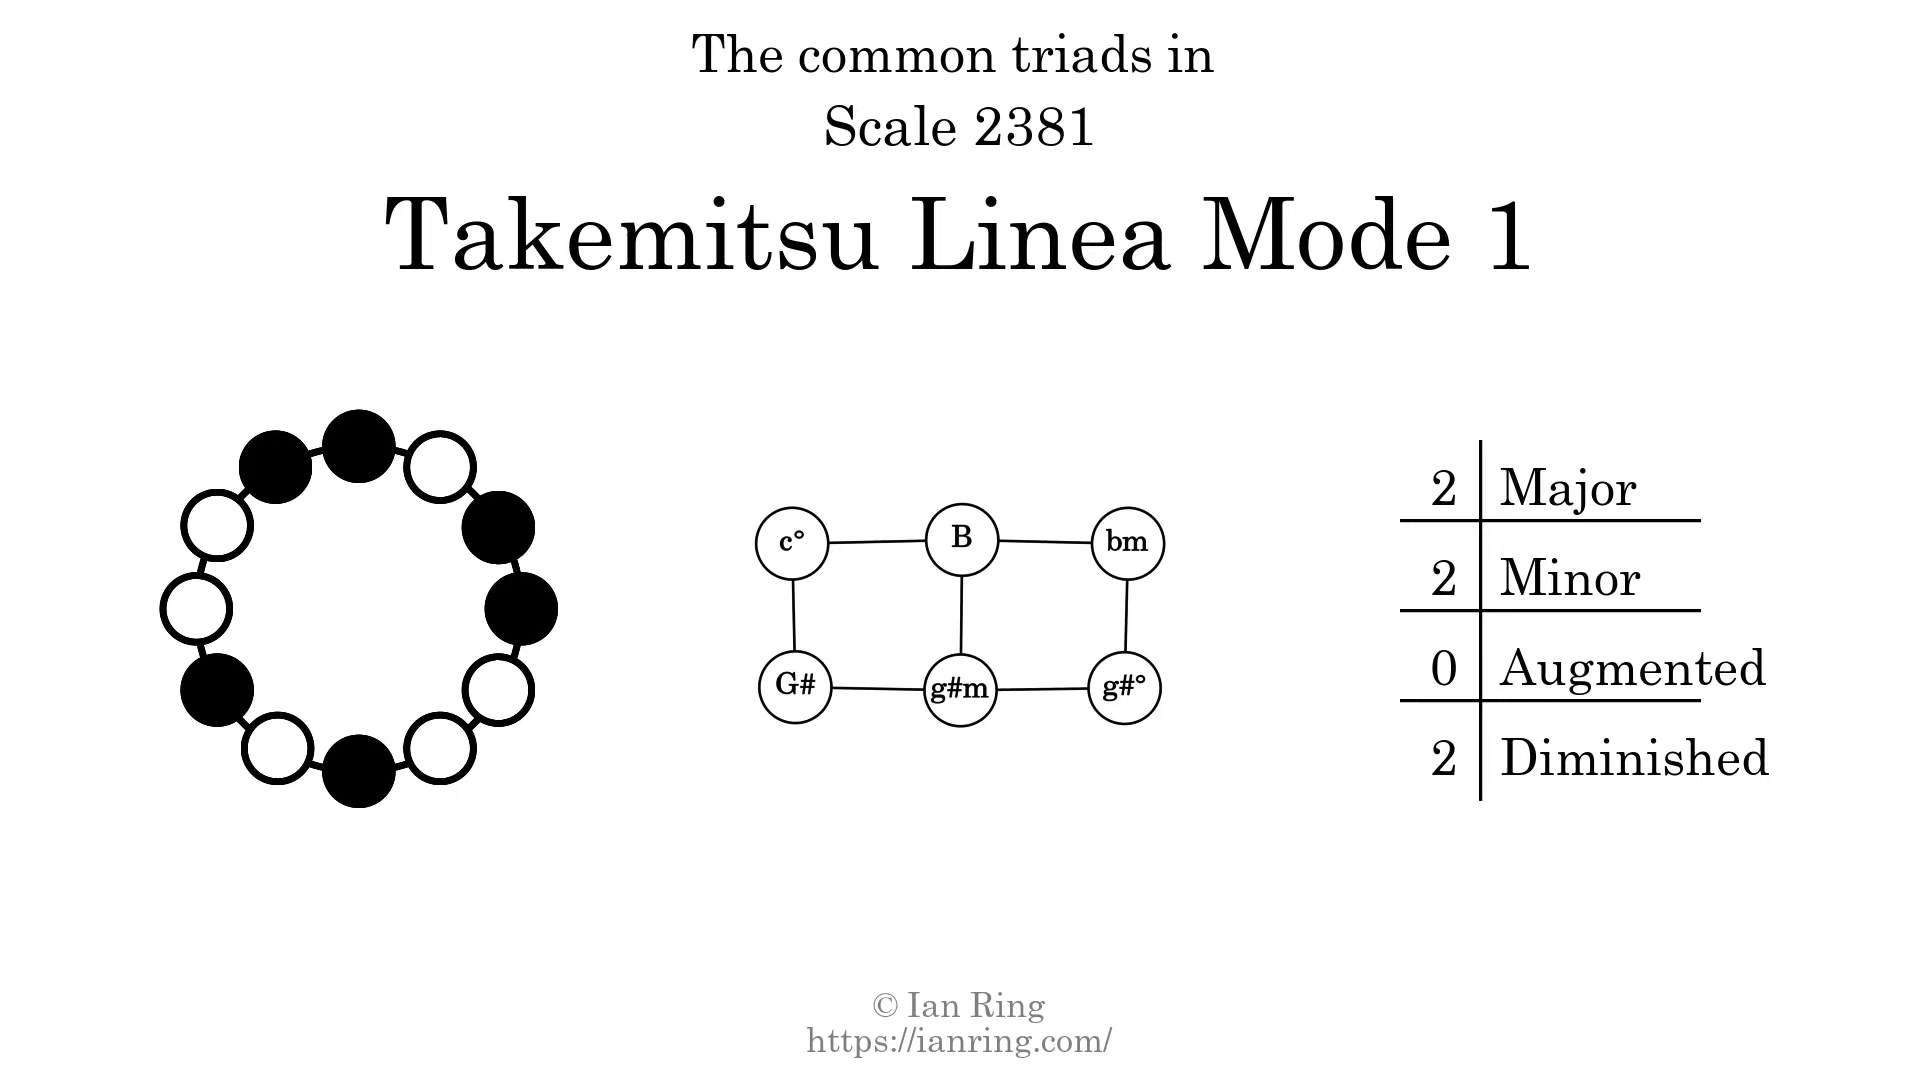 The common triads in
Scale 2381
Takemitsu Linea Mode 1
c° B bm
G# g#m g#°
2 Major
2 Minor
0 Augmented
2 Diminished
© Ian Ring
https://ianring.com/